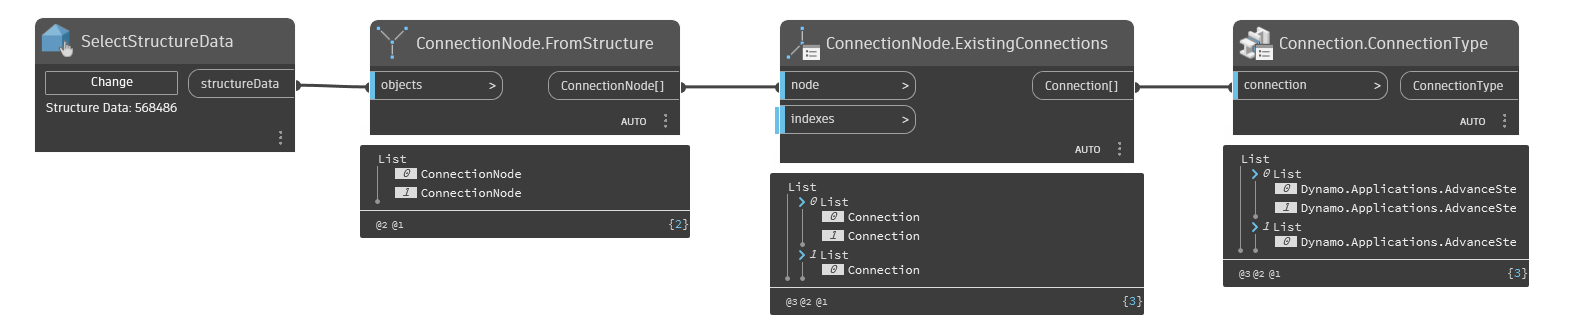 SelectStructureData
Change
structureData
Structure Data: 568486
ConnectionNode.FromStructure
objects >
ConnectionNode[]
AUTO
List
0 ConnectionNode
1 ConnectionNode
@2 @1 {2}
ConnectionNode.ExistingConnections
node >
Connection[]
indexes >
AUTO
List
0 List
0 Connection
1 Connection
1 List
0 Connection
@3 @2 @1 {3}
Connection.ConnectionType
connection >
ConnectionType
AUTO
List
0 List
0 Dynamo.Applications.AdvanceSte
1 Dynamo.Applications.AdvanceSte
1 List
0 Dynamo.Applications.AdvanceSte
@3 @2 @1 {3}